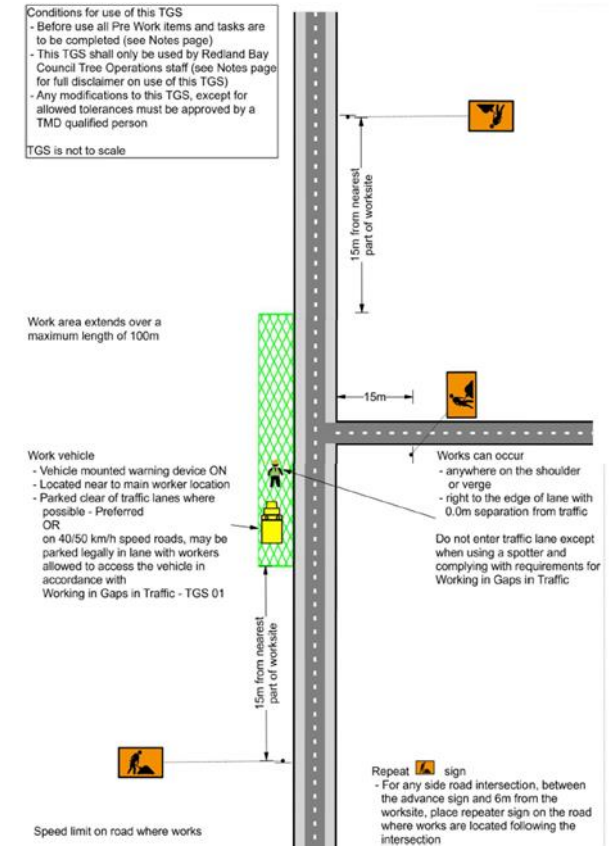 Conditions for use of this TGS
- Before use all Pre Work items and tasks are
to be completed (see Notes page)
- This TGS shall only be used by Redland Bay
Council Tree Operations staff (see Notes page
for full disclaimer on use of this TGS)
- Any modifications to this TGS, except for
allowed tolerances must be approved by a
TMD qualified person
TGS is not to scale
15m from nearest
part of worksite
Work area extends over a
maximum length of 100m
15m
Work vehicle
- Vehicle mounted warning device ON
- Located near to main worker location
- Parked clear of traffic lanes where
possible - Preferred
OR
on 40/50 km/h speed roads, may be
parked legally in lane with workers
allowed to access the vehicle in
accordance with
Working in Gaps in Traffic - TGS 01
Works can occur
- anywhere on the shoulder
or verge
- right to the edge of lane with
0.0m separation from traffic
Do not enter traffic lane except
when using a spotter and
complying with requirements for
Working in Gaps in Traffic
15m from nearest
part of worksite
Repeat sign
- For any side road intersection, between
the advance sign and 6m from the
worksite, place repeater sign on the road
where works are located following the
intersection
Speed limit on road where works